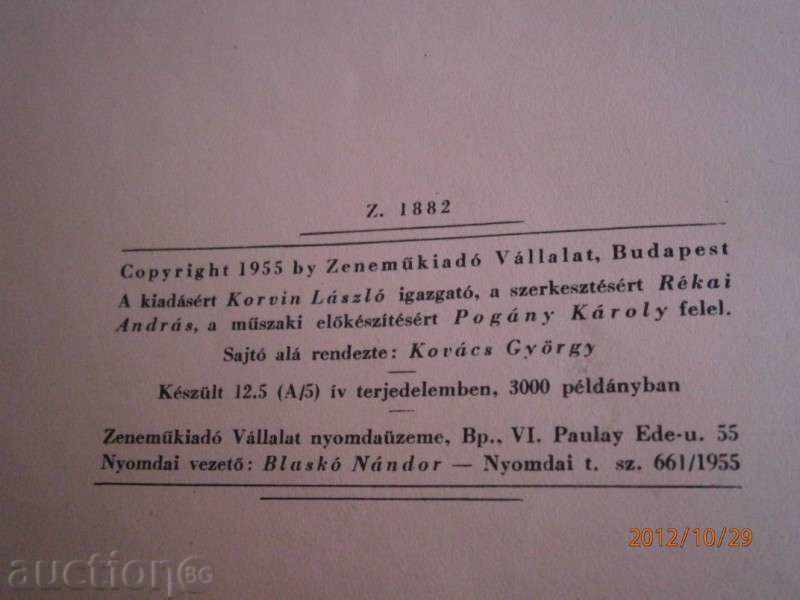 Z. 1882
Copyright 1955 by Zeneműkiadó Vállalat, Budapest
A kiadásért Korvin László igazgató, a szerkesztésért Rékai
András, a műszaki előkészítésért Pogány Károly felel.
Sajtó alá rendezte: Kovács György
Készült 12.5 (A/5) ív terjedelemben, 3000 példányban
Zeneműkiadó Vállalat nyomdaüzeme, Bp., VI. Paulay Ede-u. 55
Nyomdai vezető: Blaskó Nándor — Nyomdai t. sz. 661/1955
2012/10/29
auction BG